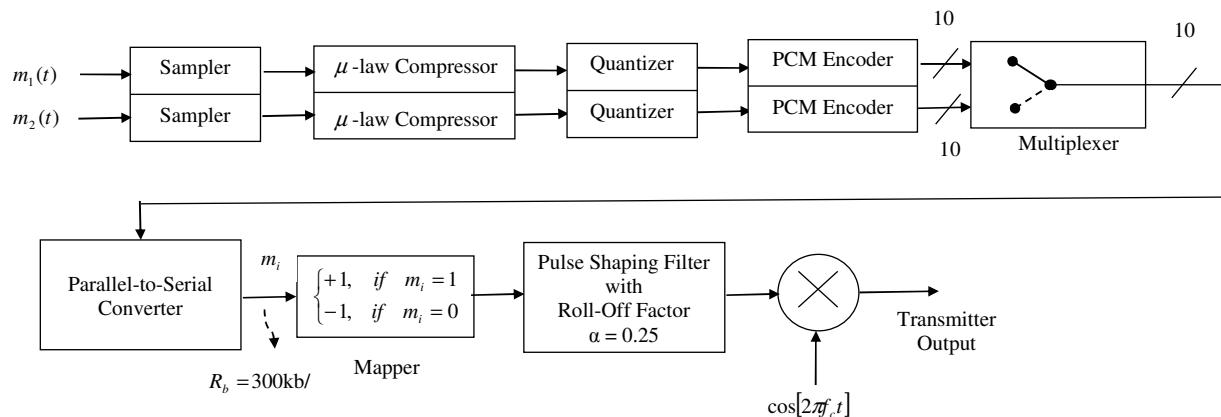 10
10
m₁(t)
Sampler
μ-law Compressor
Quantizer
PCM Encoder
m₂(t)
Sampler
μ-law Compressor
Quantizer
PCM Encoder
10
Multiplexer
Parallel-to-Serial
Converter
mᵢ
{+1, if mᵢ = 1
−1, if mᵢ = 0
Pulse Shaping Filter
with
Roll-Off Factor
α = 0.25
Transmitter
Output
Mapper
R_b = 300kb/
cos[2πf_c t]